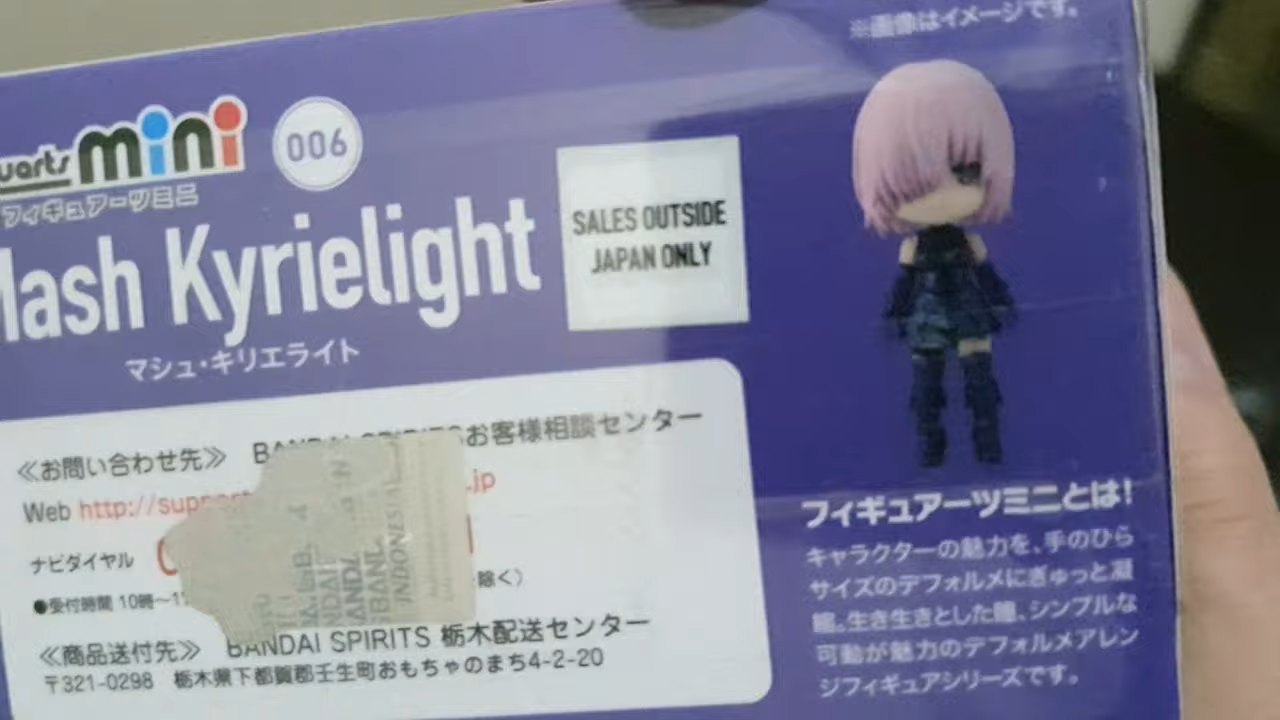 ※画像はイメージです。
uarts mini 006
フィギュアーツミニ
Mash Kyrielight
SALES OUTSIDE
JAPAN ONLY
マシュ・キリエライト
≪お問い合わせ先≫ BANDAI SPIRITSお客様相談センター
Web http://support .jp
ナビダイヤル
●受付時間 10時〜1 除く）
≪商品送付先≫ BANDAI SPIRITS 栃木配送センター
〒321-0298 栃木県下都賀郡壬生町おもちゃのまち4-2-20
フィギュアーツミニとは!
キャラクターの魅力を、手のひら
サイズのデフォルメにぎゅっと凝
縮。生き生きとした瞳、シンプルな
可動が魅力のデフォルメアレン
ジフィギュアシリーズです。